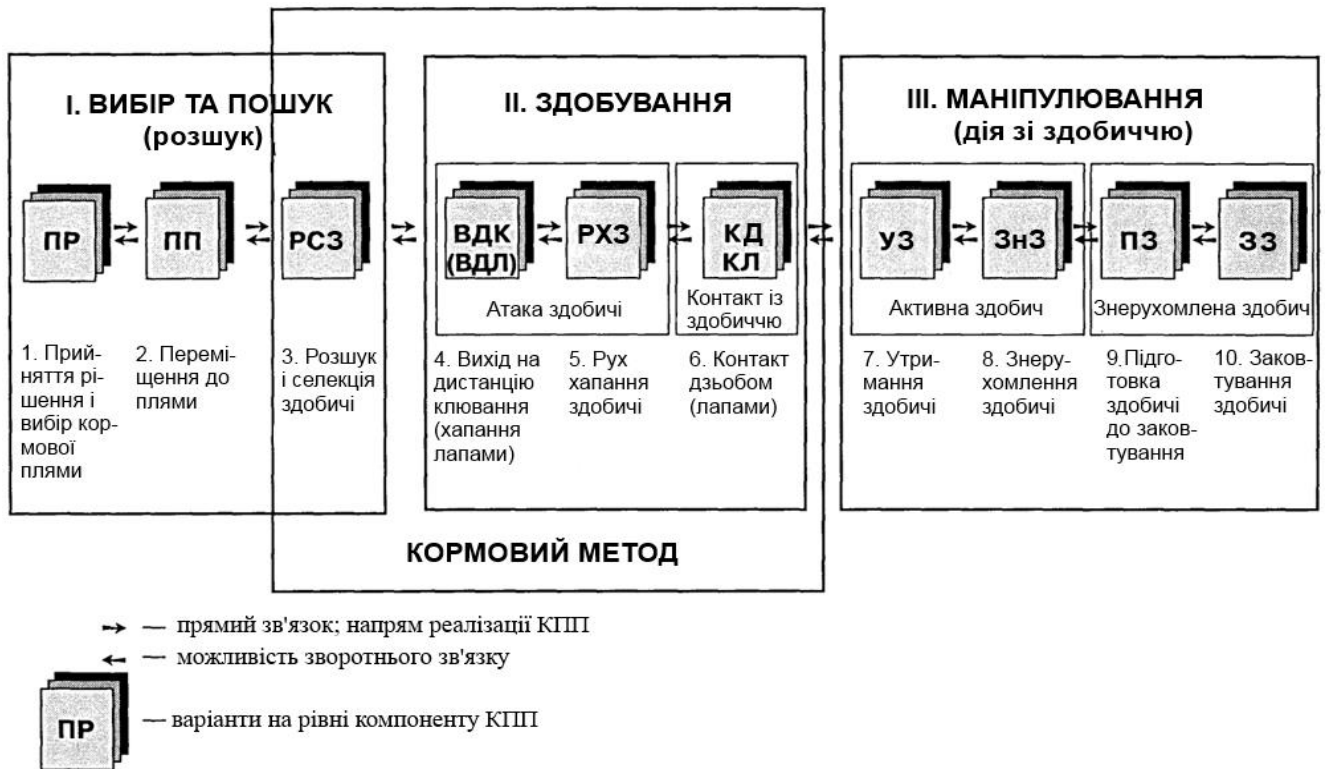 І. ВИБІР ТА ПОШУК
(розшук)
ІІ. ЗДОБУВАННЯ
ІІІ. МАНІПУЛЮВАННЯ
(дія зі здобиччю)
ПР
ПП
РСЗ
ВДК
(ВДЛ)
РХЗ
КД
КЛ
УЗ
ЗнЗ
ПЗ
ЗЗ
Атака здобичі
Контакт із
здобиччю
Активна здобич
Знерухомлена здобич
1. Прий-
няття рі-
шення і
вибір кор-
мової
плями
2. Перемі-
щення до
плями
3. Розшук
і селекція
здобичі
4. Вихід на
дистанцію
клювання
(хапання
лапами)
5. Рух
хапання
здобичі
6. Контакт
дзьобом
(лапами)
7. Утри-
мання
здобичі
8. Знеру-
хомлення
здобичі
9.Підго-
товка
здобичі
до заков-
тування
10. Заков-
тування
здобичі
КОРМОВИЙ МЕТОД
— прямий зв'язок; напрям реалізації КПП
— можливість зворотнього зв'язку
ПР
— варіанти на рівні компоненту КПП